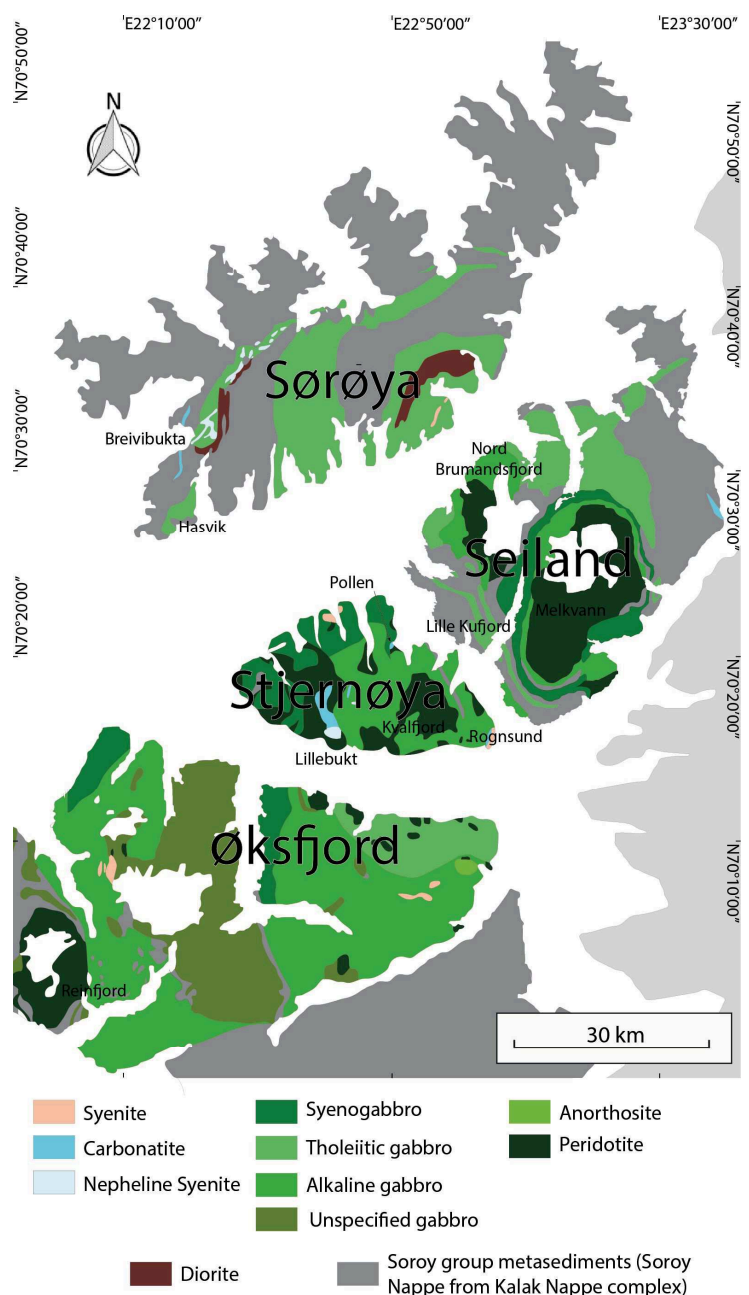 E22°10'00”
E22°50'00”
E23°30'00”
N70°50'00”
N70°50'00”
N
N70°40'00”
N70°40'00”
Sørøya
N70°30'00”
Breivibukta
Nord
Brumandsfjord
N70°30'00”
Hasvik
Seiland
Pollen
Melkvann
N70°20'00”
Lille Kufjord
Stjernøya
N70°20'00”
Kvalfjord
Rognsund
Lillebukt
Øksfjord
N70°10'00”
Reinfjord
30 km
Syenite
Syenogabbro
Anorthosite
Carbonatite
Tholeiitic gabbro
Peridotite
Nepheline Syenite
Alkaline gabbro
Unspecified gabbro
Diorite
Soroy group metasediments (Soroy
Nappe from Kalak Nappe complex)